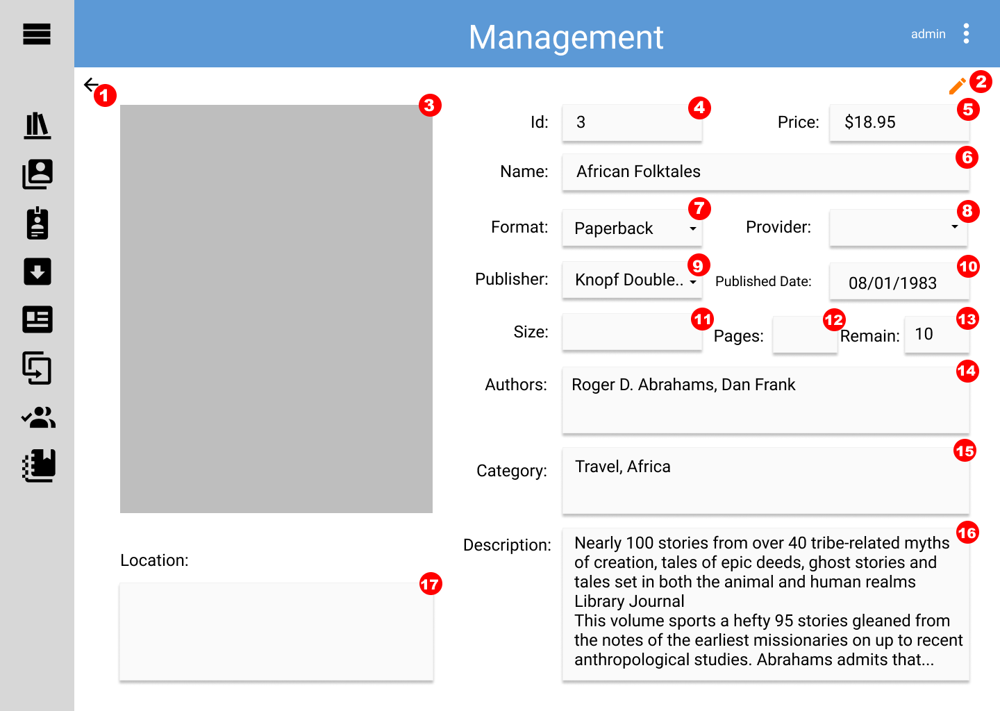 Management
admin
1
2
3
Id: 3 4
Price: $18.95 5
Name: African Folktales 6
Format: Paperback 7
Provider: 8
Publisher: Knopf Double.. 9
Published Date: 08/01/1983 10
Size: 11
Pages: 12
Remain: 10 13
Authors: Roger D. Abrahams, Dan Frank 14
Category: Travel, Africa 15
Description: 16
Nearly 100 stories from over 40 tribe-related myths
of creation, tales of epic deeds, ghost stories and
tales set in both the animal and human realms
Library Journal
This volume sports a hefty 95 stories gleaned from
the notes of the earliest missionaries on up to recent
anthropological studies. Abrahams admits that...
Location:
17